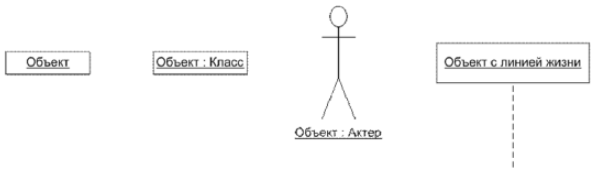 Объект
Объект : Класс
Объект : Актер
Объект с линией жизни